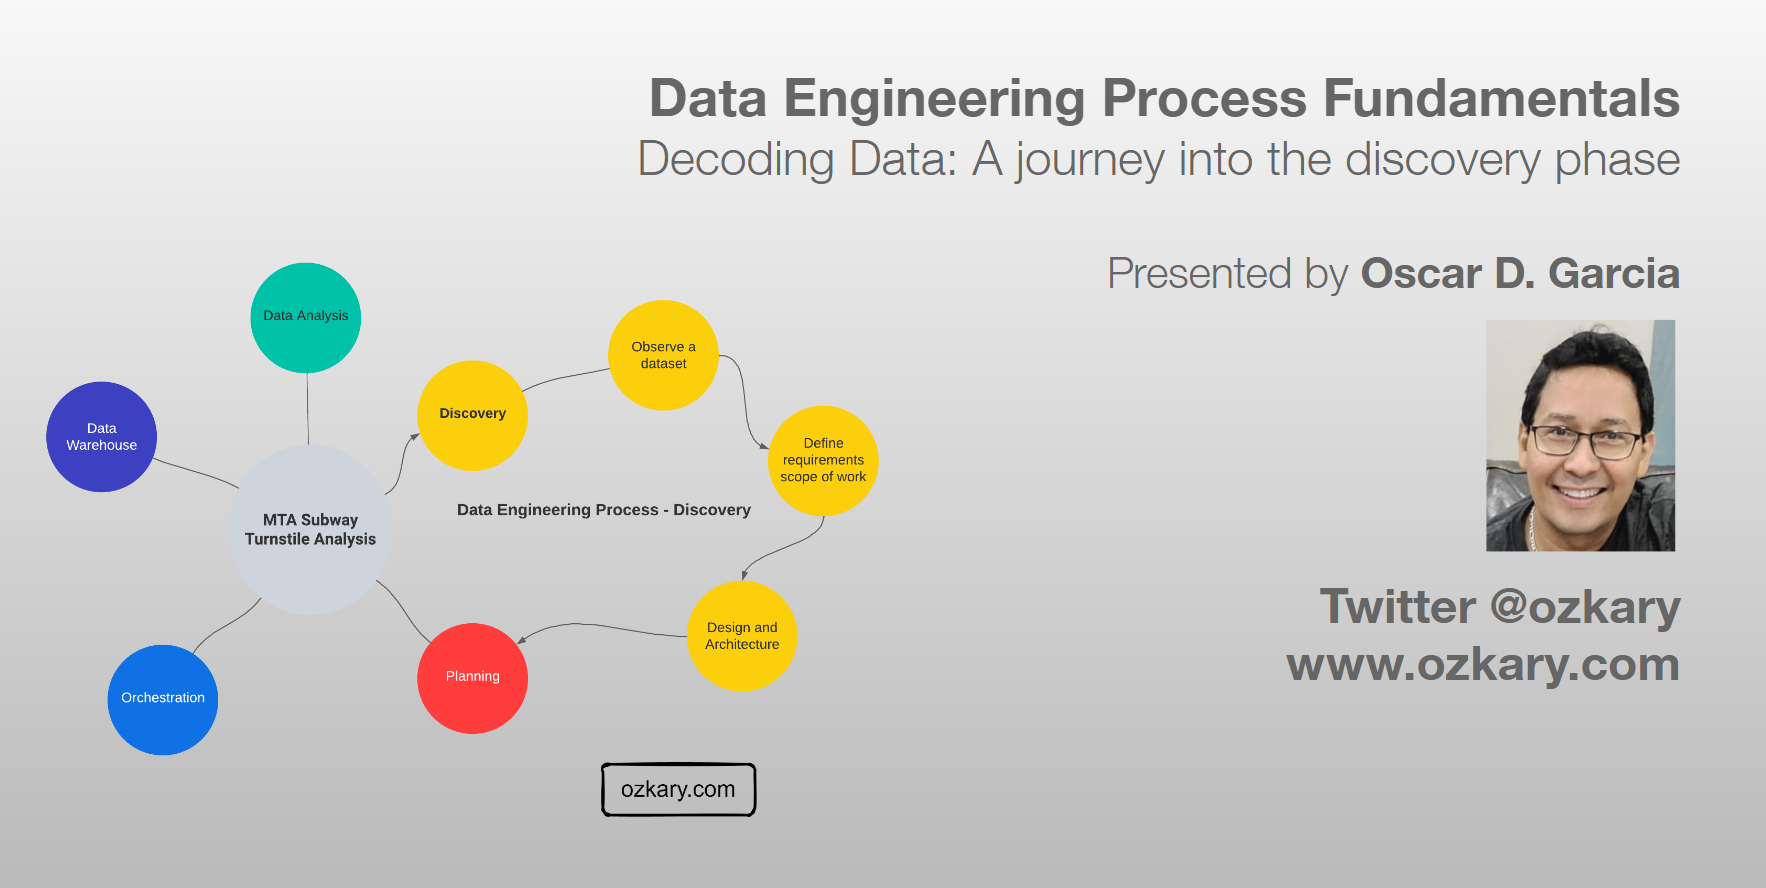 Data Engineering Process Fundamentals
Decoding Data: A journey into the discovery phase
Presented by Oscar D. Garcia
Twitter @ozkary
www.ozkary.com
Data Analysis
Data
Warehouse
MTA Subway
Turnstile Analysis
Orchestration
Discovery
Observe a
dataset
Define
requirements
scope of work
Data Engineering Process - Discovery
Design and
Architecture
Planning
ozkary.com